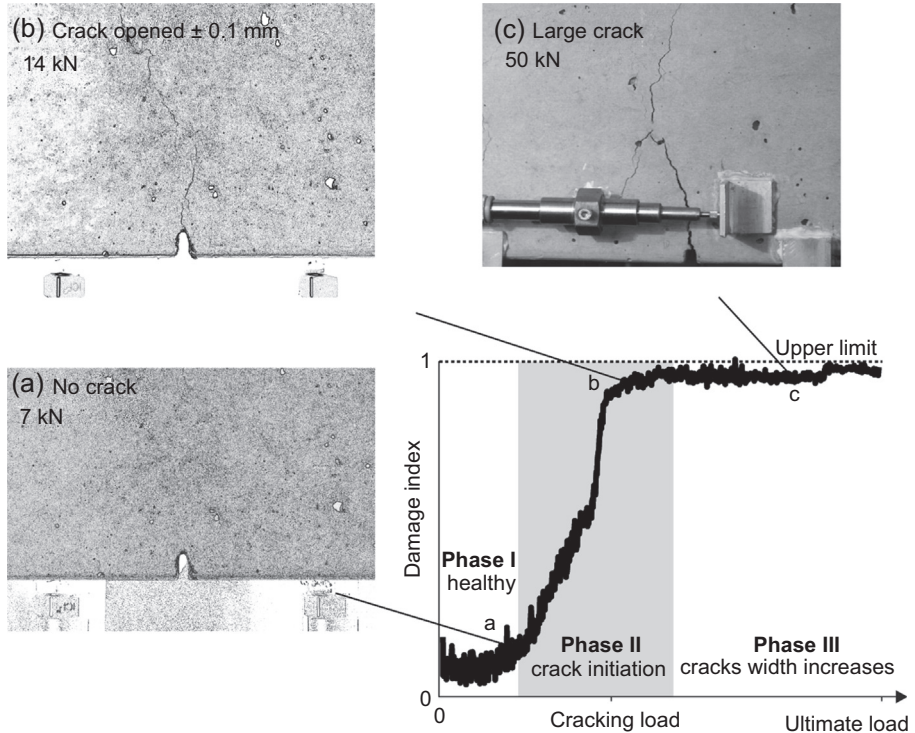 (b) Crack opened ± 0.1 mm
14 kN
(c) Large crack
50 kN
(a) No crack
7 kN
1
Upper limit
b
c
Damage index
Phase I
healthy
a
Phase II
crack initiation
Phase III
cracks width increases
0
0
Cracking load
Ultimate load